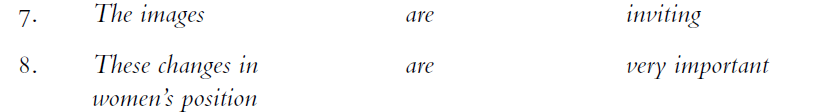 7. The images are inviting
8. These changes in are very important
women’s position